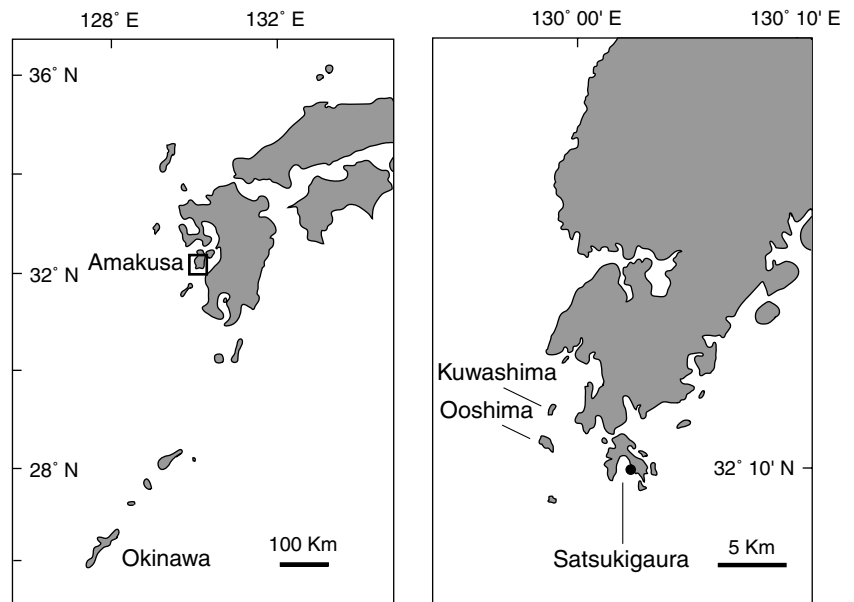 128° E
132° E
36° N
Amakusa
32° N
28° N
Okinawa
100 Km
130° 00' E
130° 10' E
Kuwashima
Ooshima
32° 10' N
Satsukigaura
5 Km